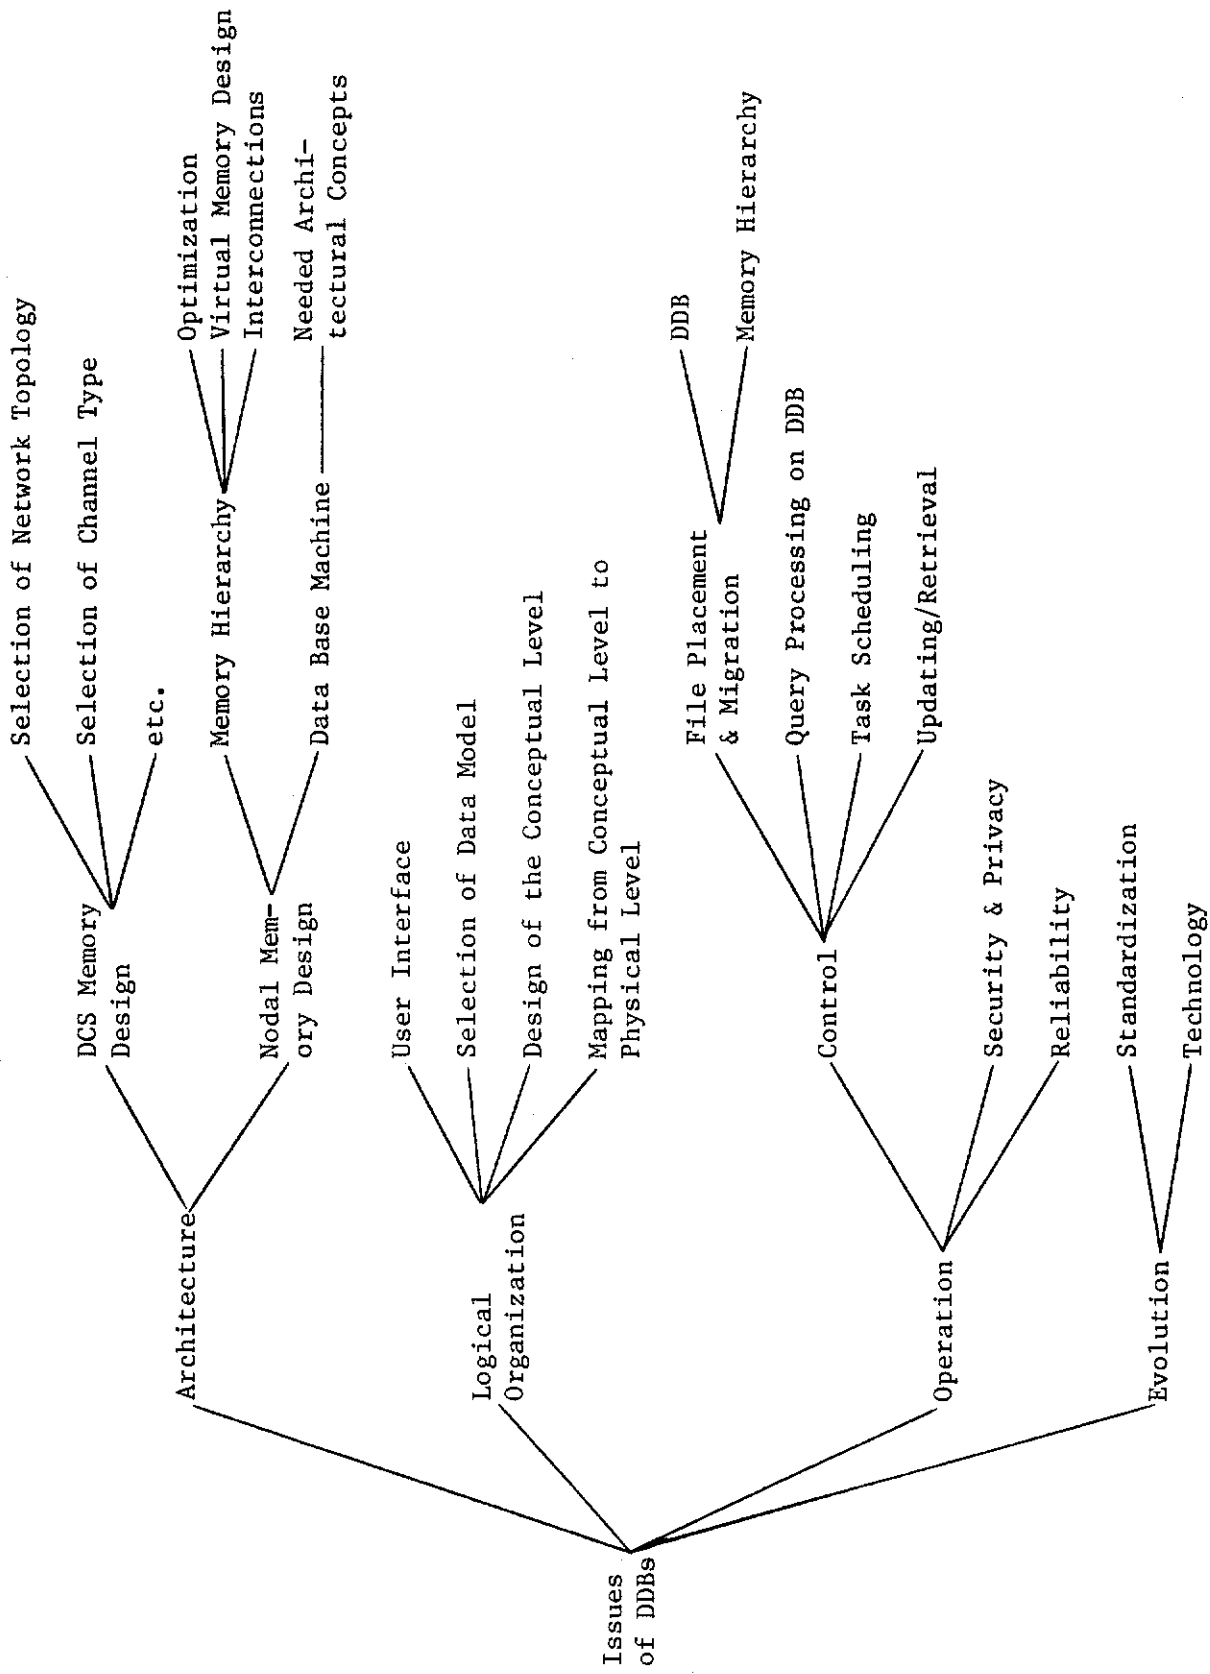 Issues
of DDBs
Architecture
DCS Memory
Design
Selection of Network Topology
Selection of Channel Type
etc.
Nodal Mem-
ory Design
Memory Hierarchy
Optimization
Virtual Memory Design
Interconnections
Data Base Machine
Needed Archi-
tectural Concepts
Logical
Organization
User Interface
Selection of Data Model
Design of the Conceptual Level
Mapping from Conceptual Level to
Physical Level
Operation
Control
File Placement
& Migration
DDB
Memory Hierarchy
Query Processing on DDB
Task Scheduling
Updating/Retrieval
Security & Privacy
Reliability
Evolution
Standardization
Technology